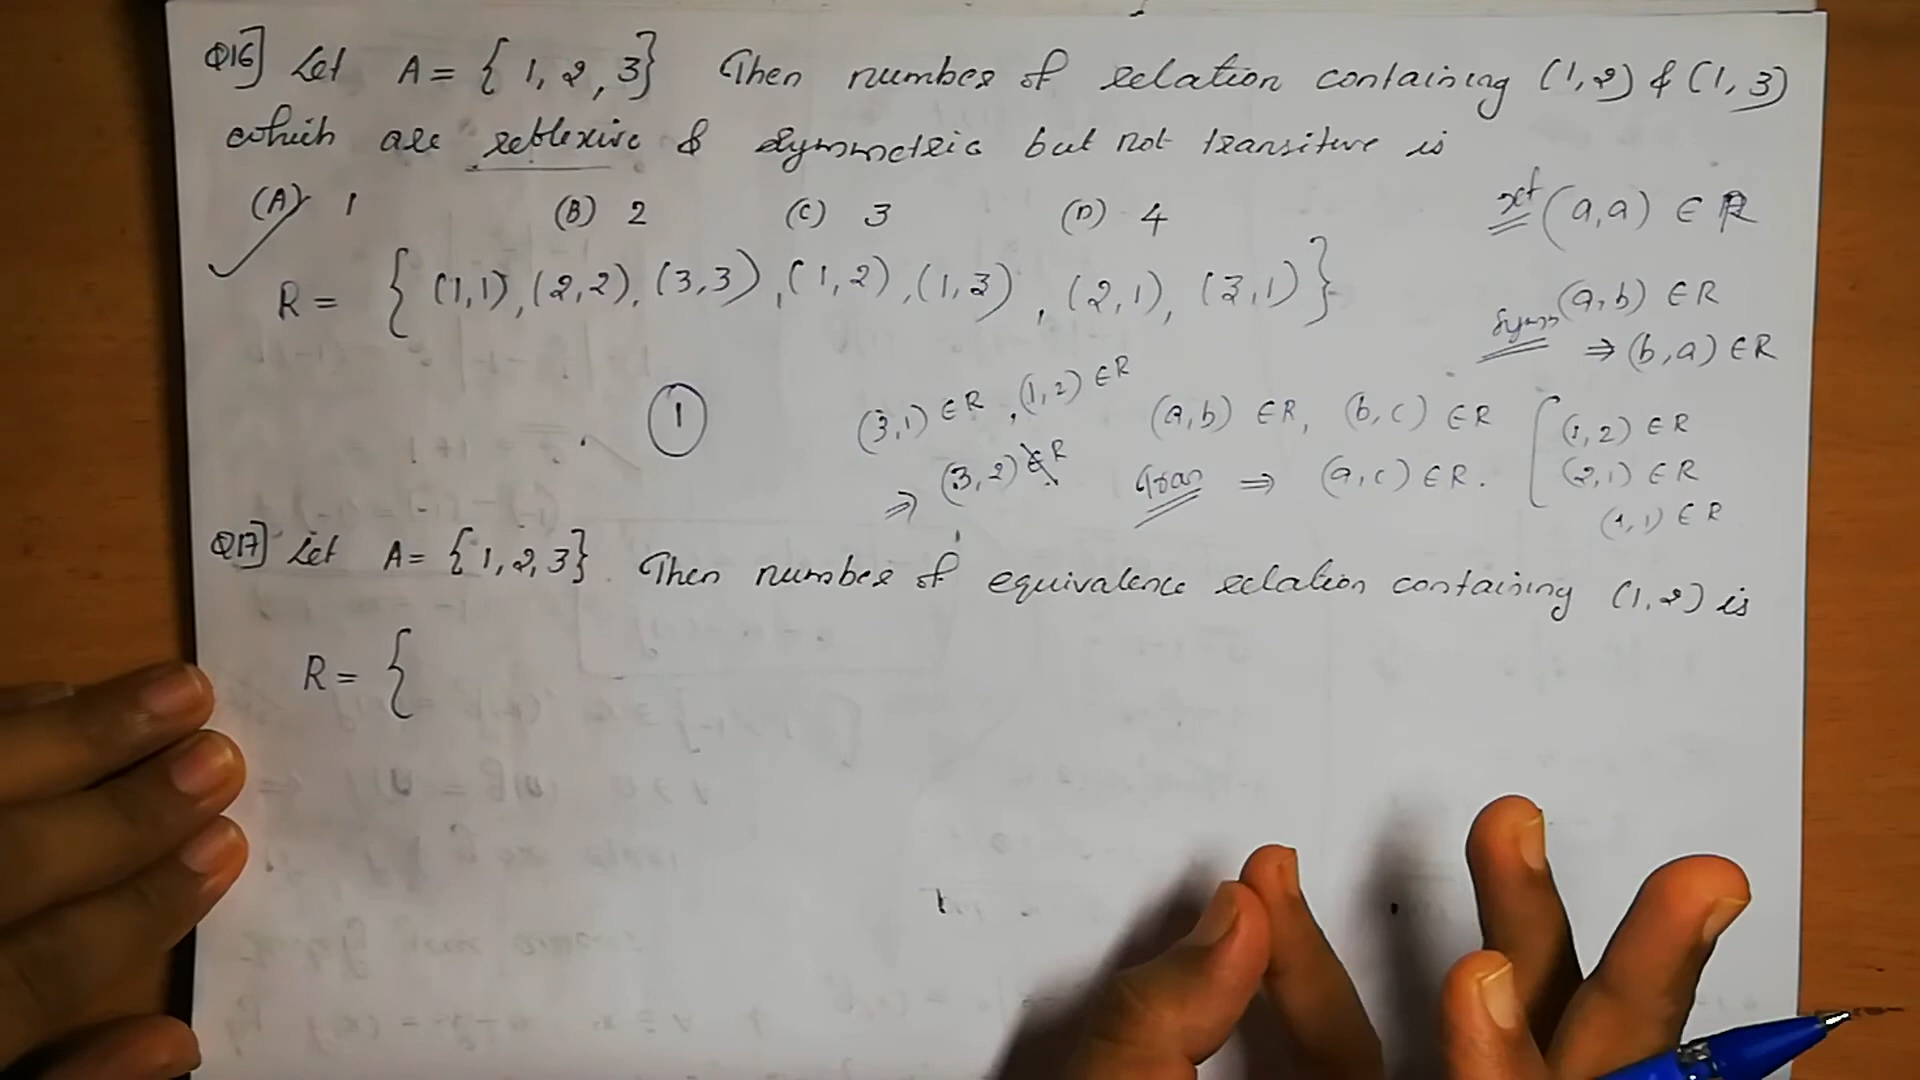 Q16] Let A = { 1, 2, 3} Then number of relation containing (1, 2) & (1, 3)
which are reflexive & symmetric but not transitive is
(A) 1 (B) 2 (C) 3 (D) 4
ref (a,a) ∈ R
R = { (1,1), (2,2), (3,3), (1,2), (1,3), (2,1), (3,1) }
Symm (a,b) ∈ R
⇒ (b,a) ∈ R
1
(3,1) ∈ R, (1,2) ∈ R
⇒ (3,2) ∉ R
(a,b) ∈ R, (b,c) ∈ R
Tran ⇒ (a,c) ∈ R.
(1,2) ∈ R
(2,1) ∈ R
(1,1) ∈ R
Q17] Let A = {1,2,3} Then number of equivalence relation containing (1,2) is
R = {